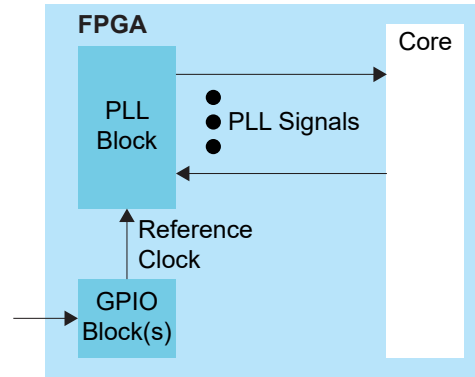 FPGA
Core
PLL
Block
PLL Signals
Reference
Clock
GPIO
Block(s)